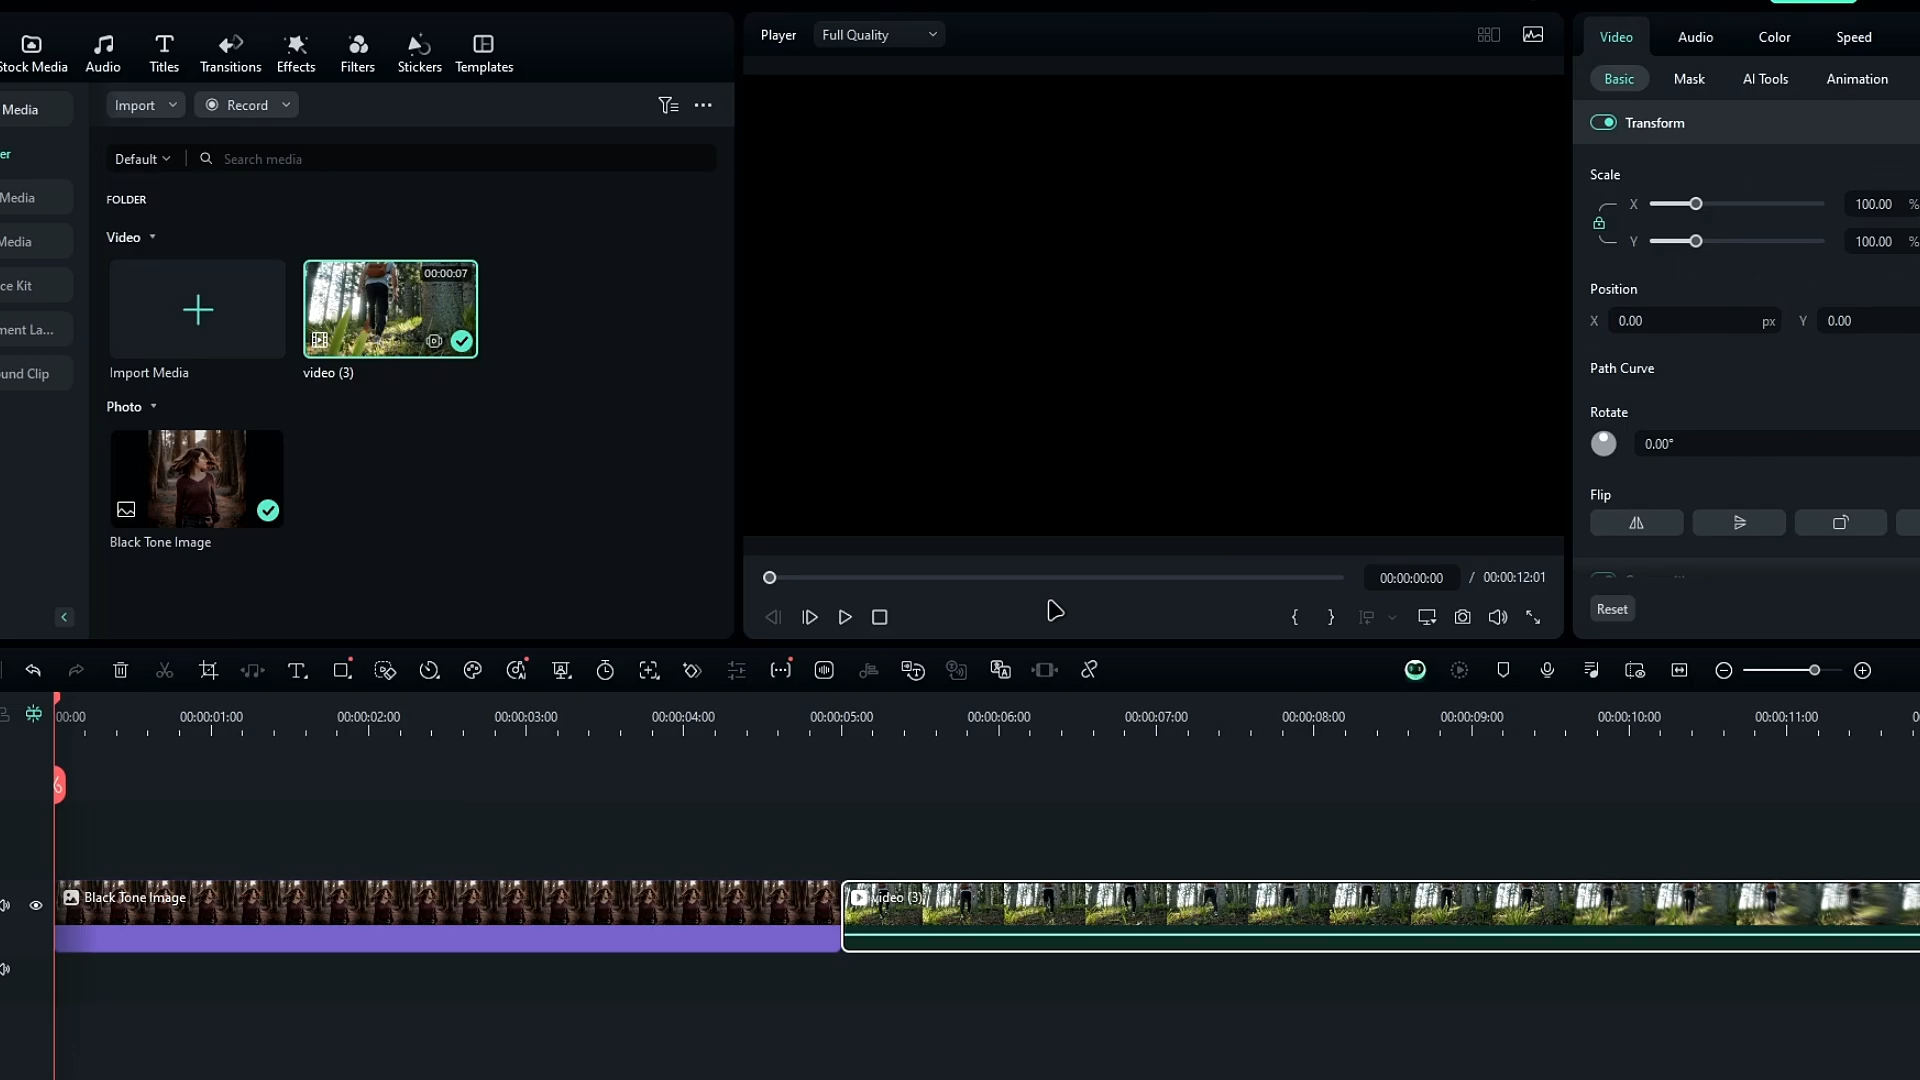 Stock Media
Audio
Titles
Transitions
Effects
Filters
Stickers
Templates
Media
er
Media
Media
ce Kit
ment La...
und Clip
Import
Record
Default
Search media
FOLDER
Video
00:00:07
Import Media
video (3)
Photo
Black Tone Image
Player
Full Quality
00:00:00:00
/
00:00:12:01
Video
Audio
Color
Speed
Basic
Mask
AI Tools
Animation
Transform
Scale
X
100.00
%
Y
100.00
%
Position
X
0.00
px
Y
0.00
Path Curve
Rotate
0.00°
Flip
Reset
00:00
00:00:01:00
00:00:02:00
00:00:03:00
00:00:04:00
00:00:05:00
00:00:06:00
00:00:07:00
00:00:08:00
00:00:09:00
00:00:10:00
00:00:11:00
Black Tone Image
video (3)